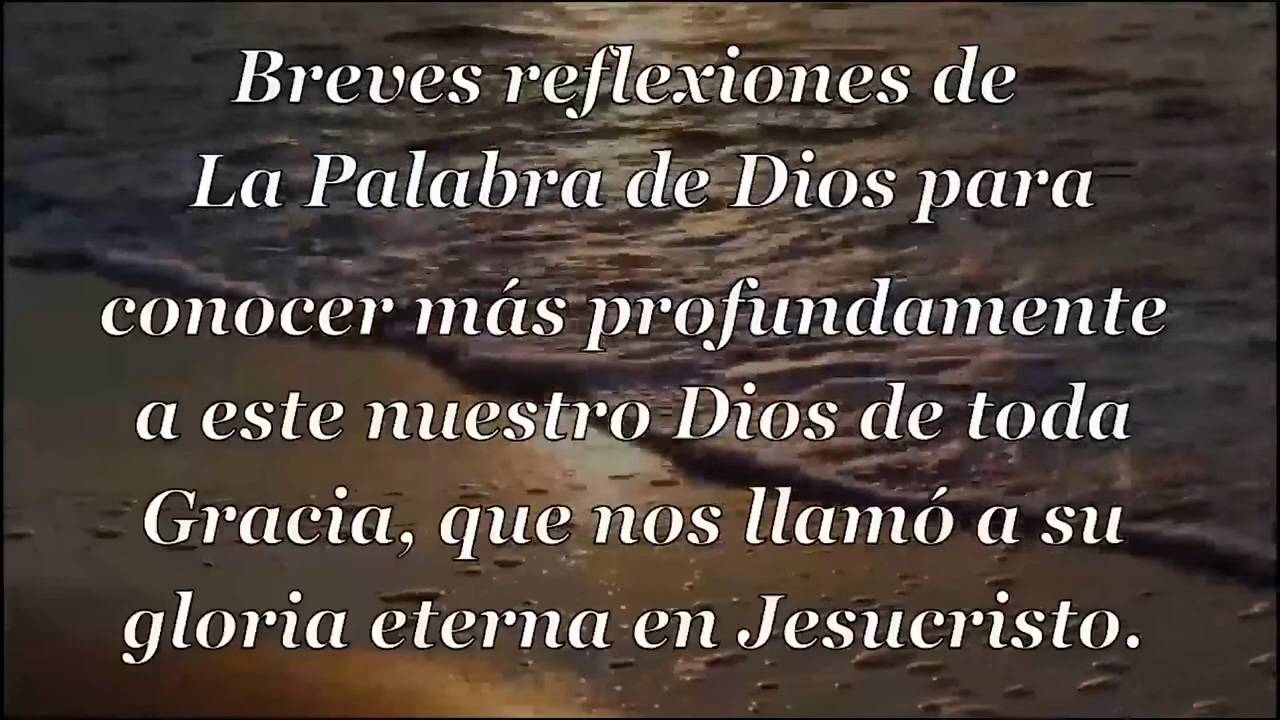 Breves reflexiones de
La Palabra de Dios para
conocer más profundamente
a este nuestro Dios de toda
Gracia, que nos llamó a su
gloria eterna en Jesucristo.